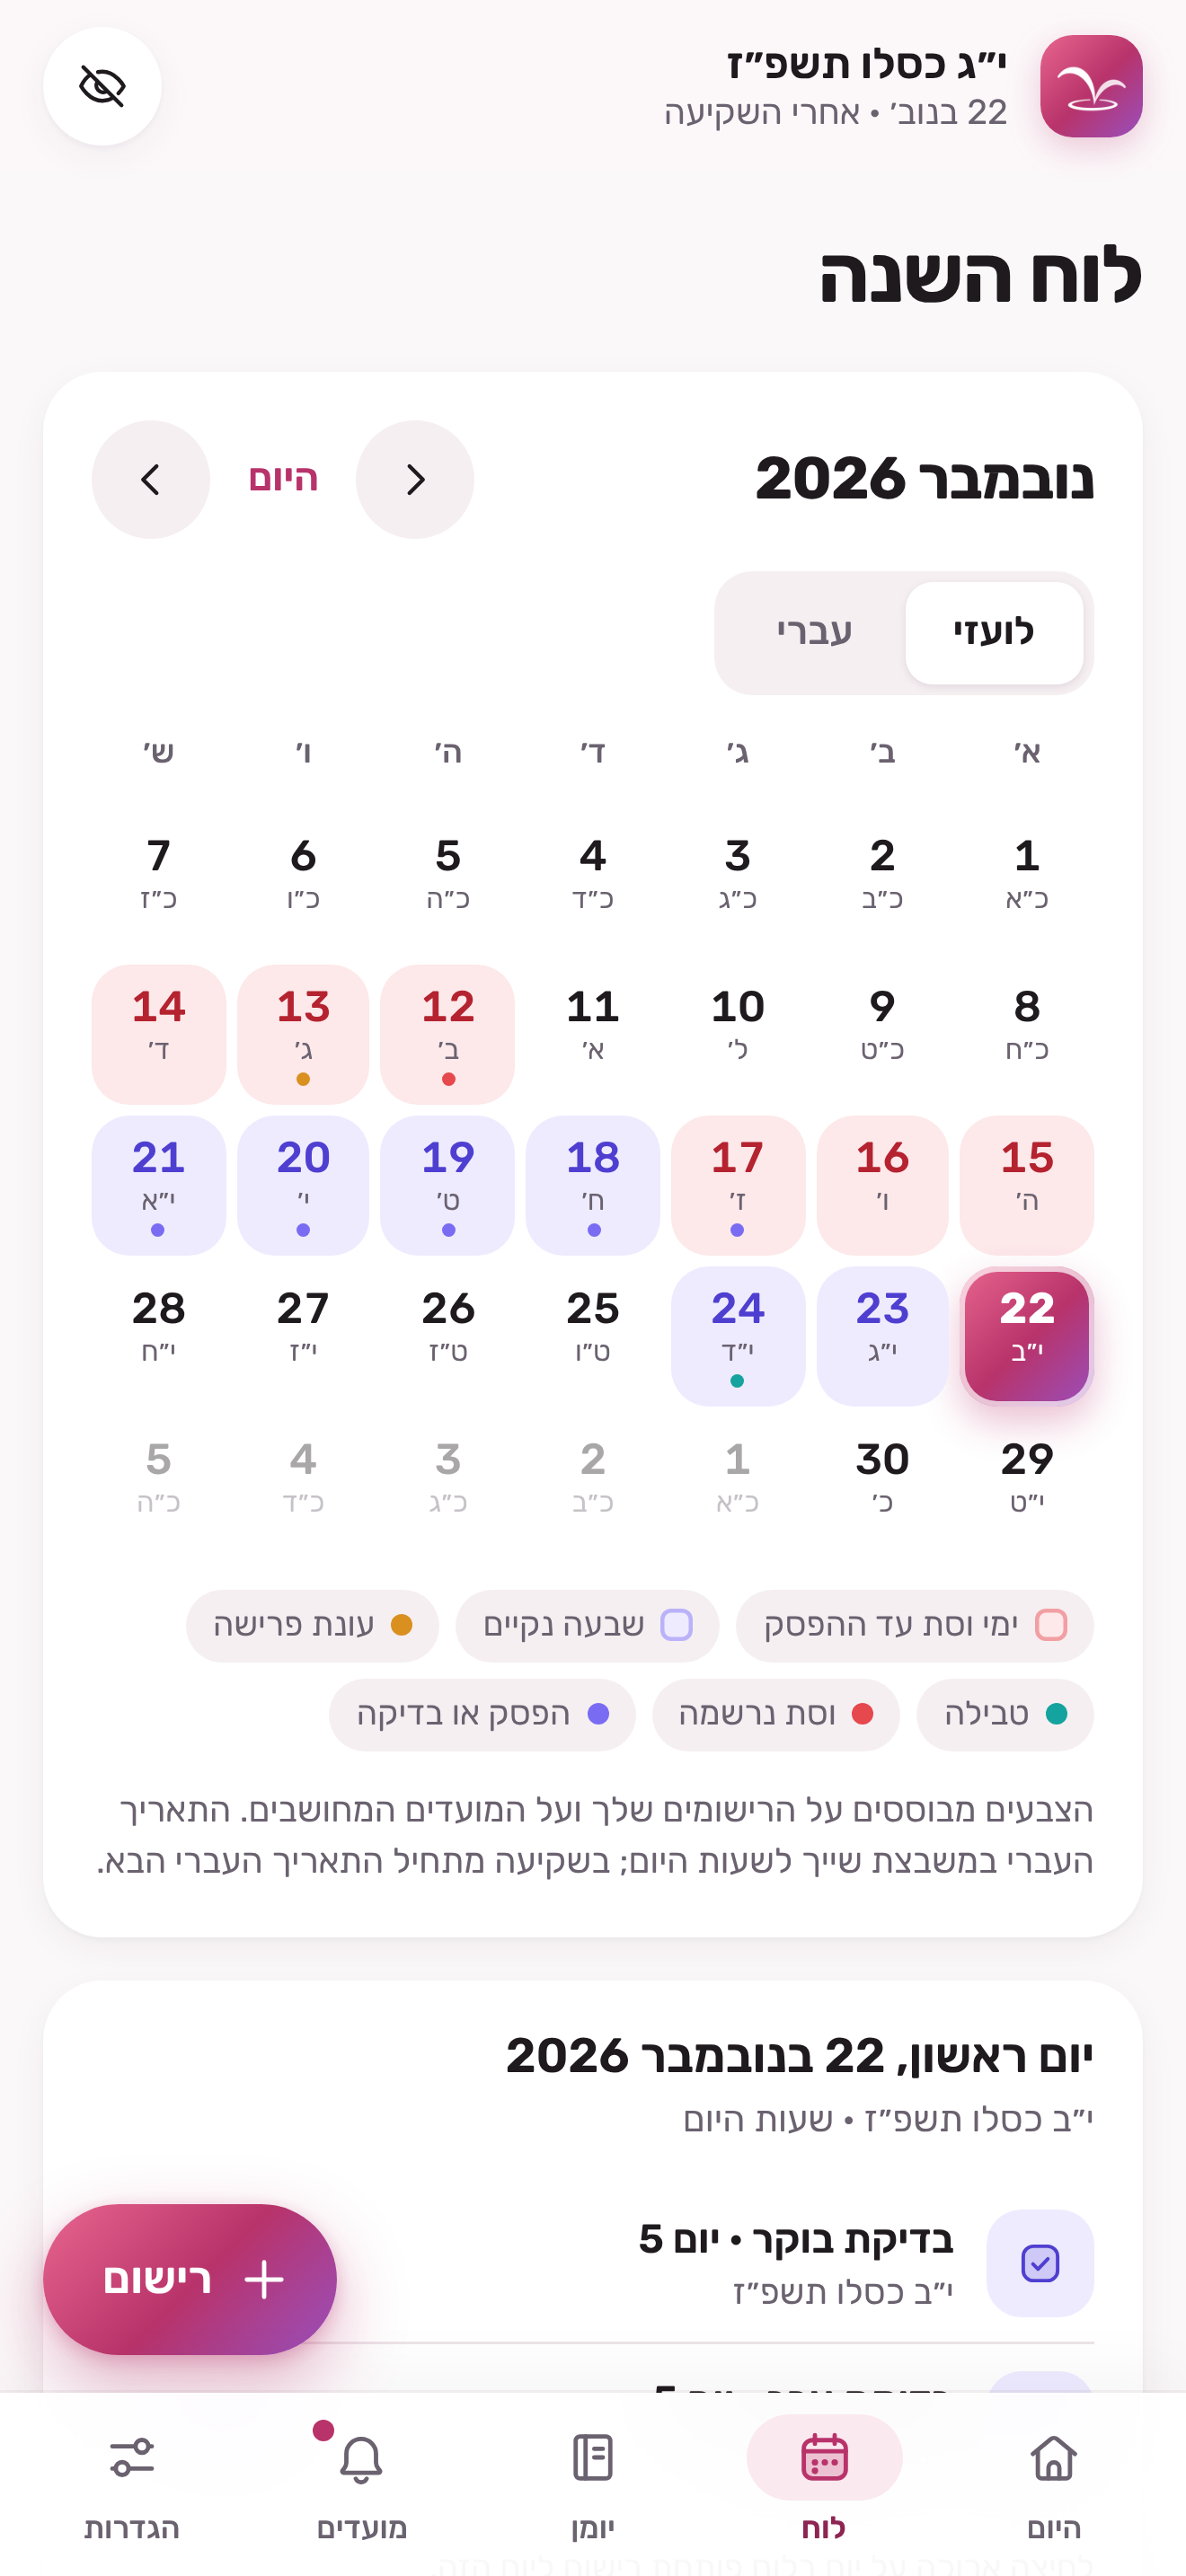 י״ג כסלו תשפ״ז
22 בנוב׳ • אחרי השקיעה
לוח השנה
נובמבר 2026
היום
לועזי עברי
א׳ ב׳ ג׳ ד׳ ה׳ ו׳ ש׳
1 2 3 4 5 6 7
כ״א כ״ב כ״ג כ״ד כ״ה כ״ו כ״ז
8 9 10 11 12 13 14
כ״ח כ״ט ל׳ א׳ ב׳ ג׳ ד׳
15 16 17 18 19 20 21
ה׳ ו׳ ז׳ ח׳ ט׳ י׳ י״א
22 23 24 25 26 27 28
י״ב י״ג י״ד ט״ו ט״ז י״ז י״ח
29 30 1 2 3 4 5
י״ט כ׳ כ״א כ״ב כ״ג כ״ד כ״ה
ימי וסת עד ההפסק שבעה נקיים עונת פרישה
טבילה וסת נרשמה הפסק או בדיקה
הצבעים מבוססים על הרישומים שלך ועל המועדים המחושבים. התאריך
העברי במשבצת שייך לשעות היום; בשקיעה מתחיל התאריך העברי הבא.
יום ראשון, 22 בנובמבר 2026
י״ב כסלו תשפ״ז • שעות היום
בדיקת בוקר • יום 5
י״ב כסלו תשפ״ז
רישום
היום לוח יומן מועדים הגדרות